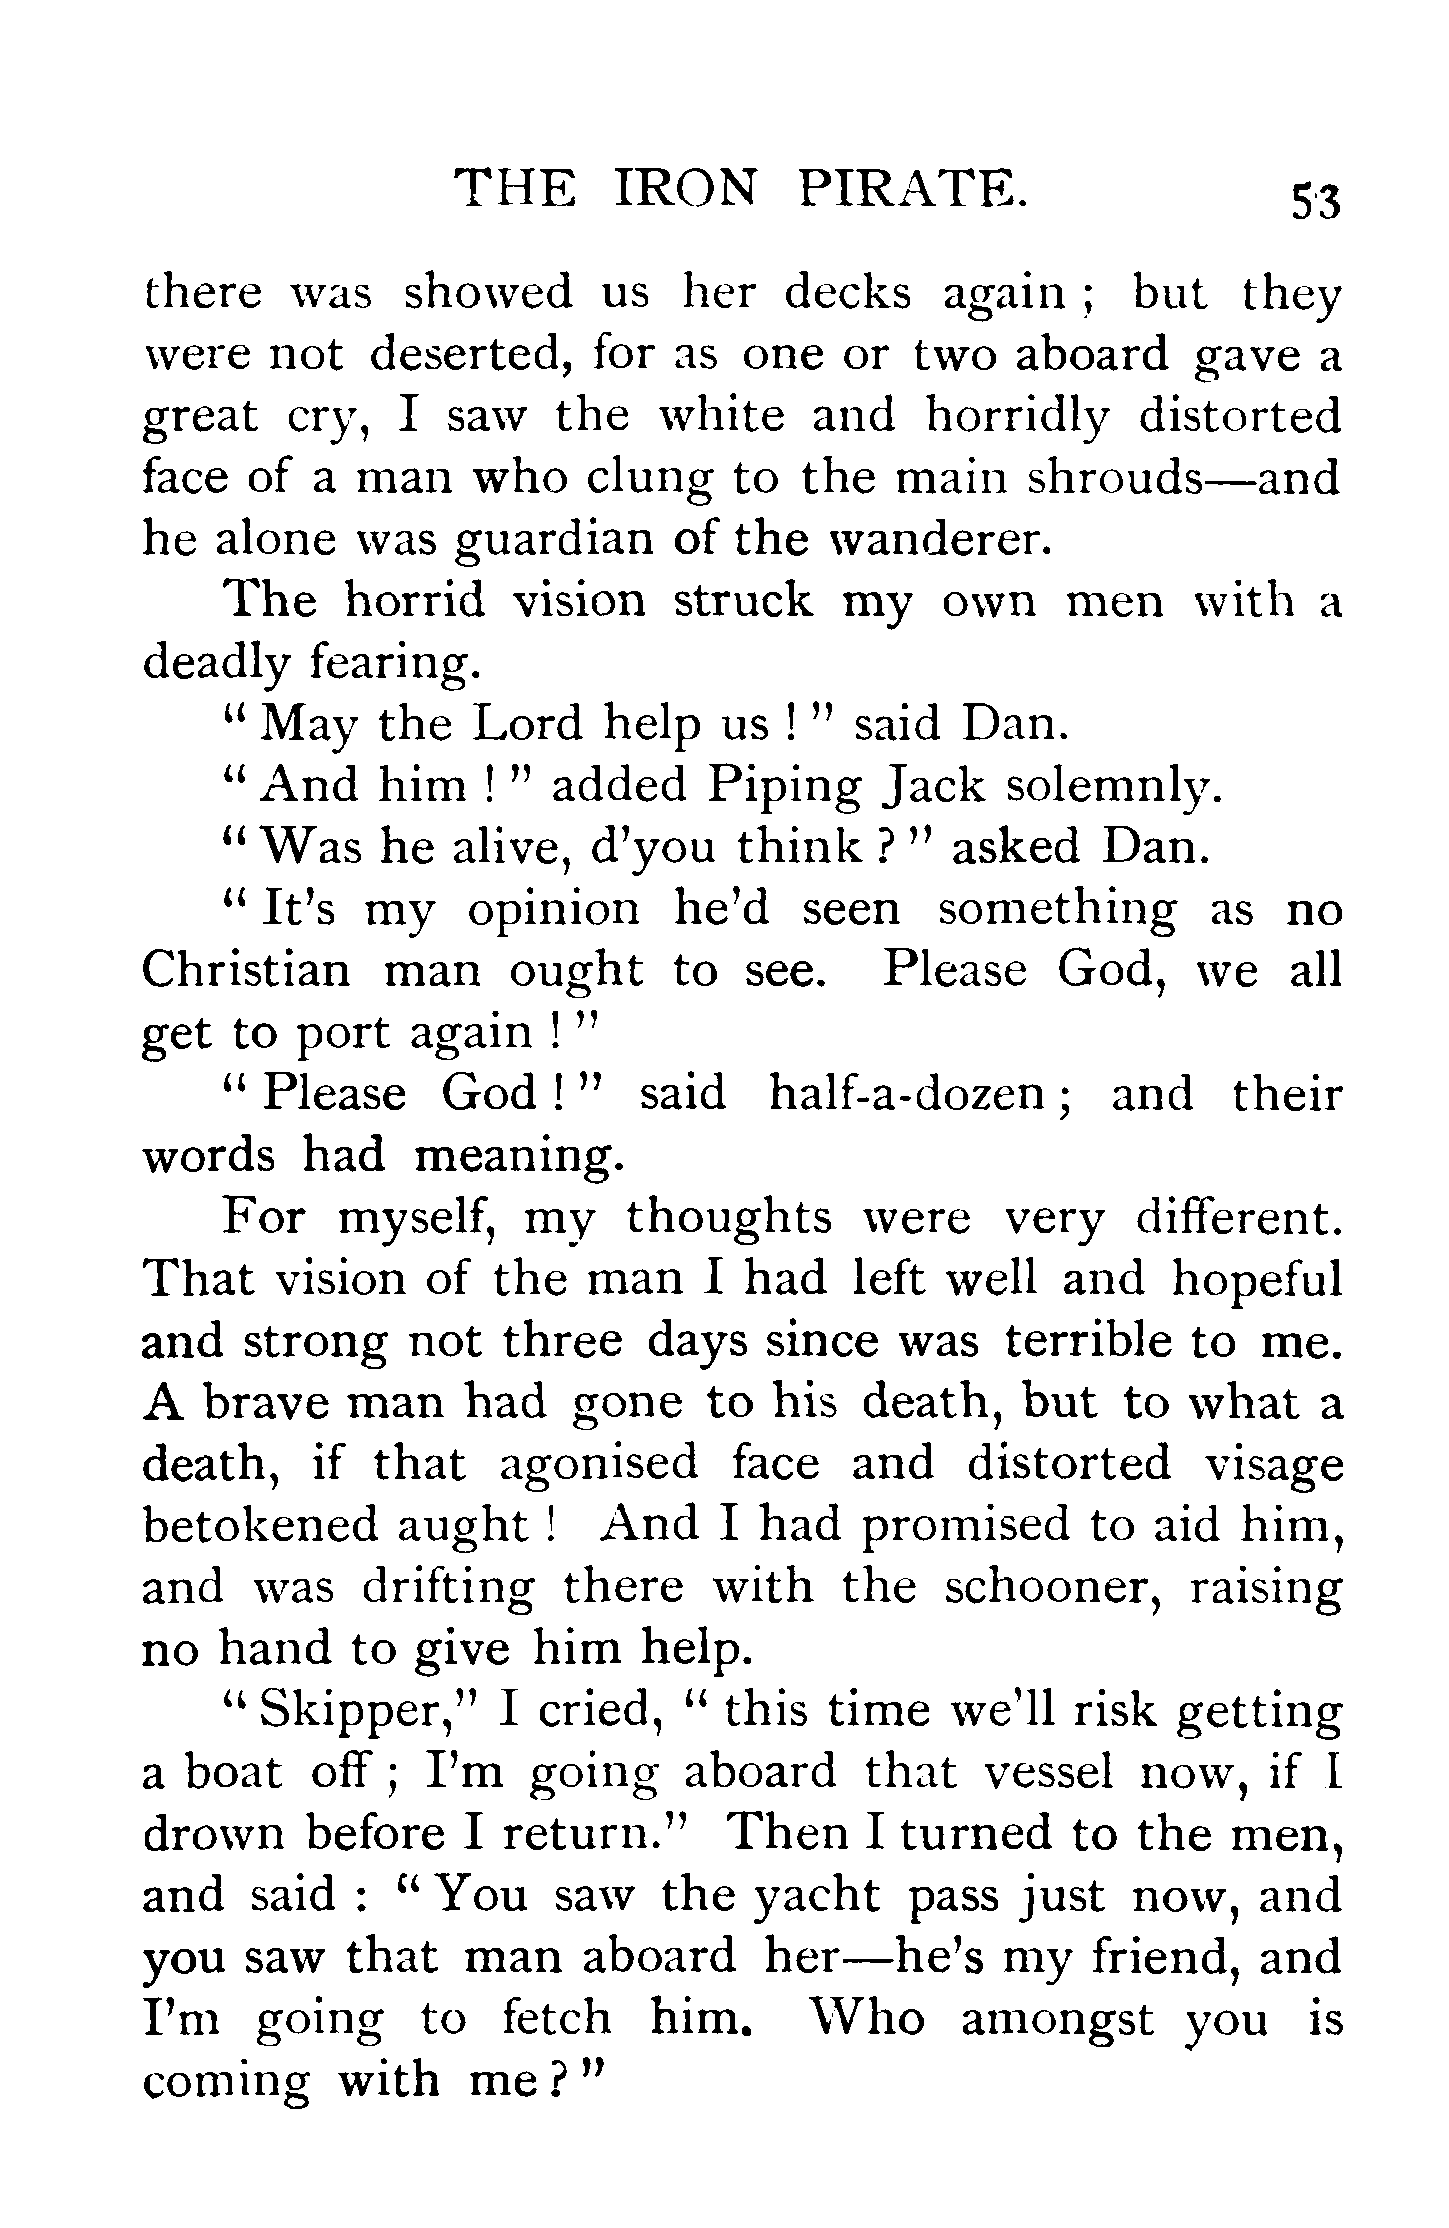 THE IRON PIRATE. 53
there was showed us her decks again ; but they
were not deserted, for as one or two aboard gave a
great cry, I saw the white and horridly distorted
face of a man who clung to the main shrouds—and
he alone was guardian of the wanderer.
The horrid vision struck my own men with a
deadly fearing.
“ May the Lord help us ! ” said Dan.
“ And him ! ” added Piping Jack solemnly.
“ Was he alive, d’you think ? ” asked Dan.
“ It’s my opinion he’d seen something as no
Christian man ought to see. Please God, we all
get to port again ! ”
“ Please God ! ” said half-a-dozen ; and their
words had meaning.
For myself, my thoughts were very different.
That vision of the man I had left well and hopeful
and strong not three days since was terrible to me.
A brave man had gone to his death, but to what a
death, if that agonised face and distorted visage
betokened aught ! And I had promised to aid him,
and was drifting there with the schooner, raising
no hand to give him help.
“ Skipper,” I cried, “ this time we’ll risk getting
a boat off ; I’m going aboard that vessel now, if I
drown before I return.” Then I turned to the men,
and said : “ You saw the yacht pass just now, and
you saw that man aboard her—he’s my friend, and
I’m going to fetch him. Who amongst you is
coming with me ? ”